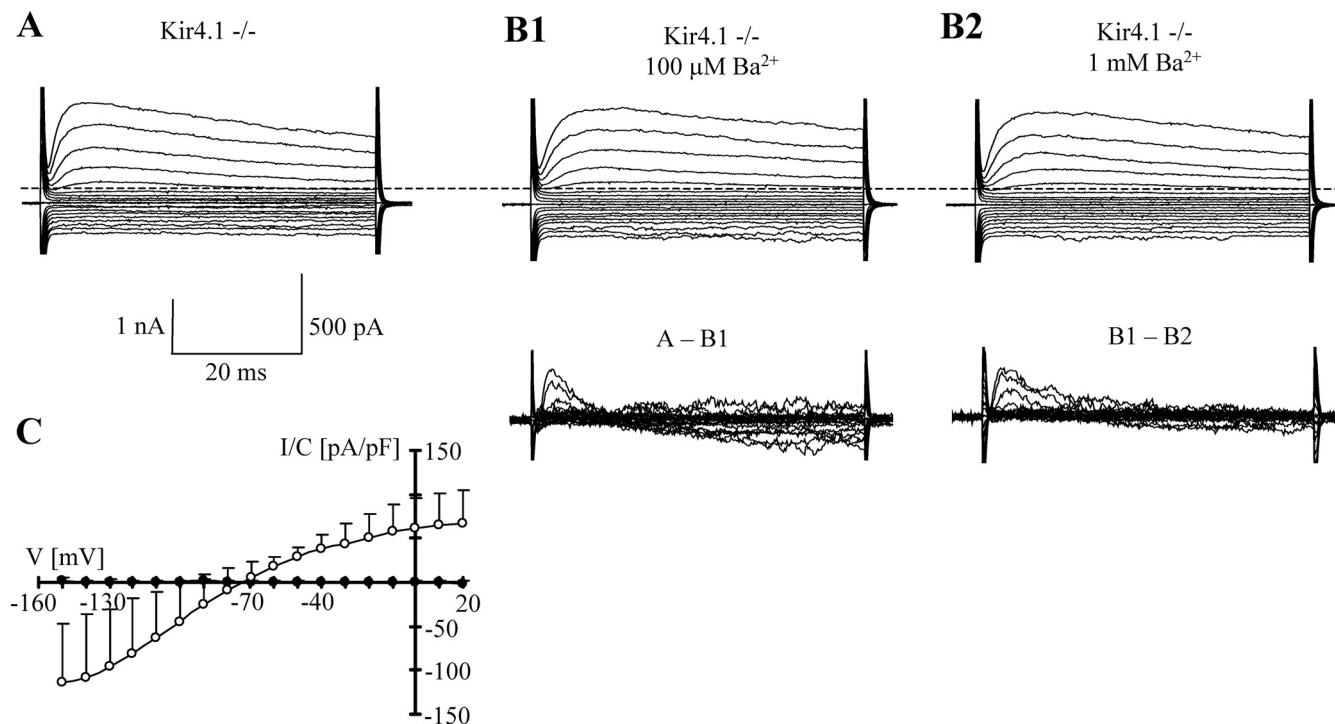 A
Kir4.1 -/-
B1
Kir4.1 -/-
100 μM Ba²⁺
B2
Kir4.1 -/-
1 mM Ba²⁺
1 nA
500 pA
20 ms
A – B1
B1 – B2
C
I/C [pA/pF]
150
V [mV]
-160
-130
-70
-40
20
-50
-100
-150